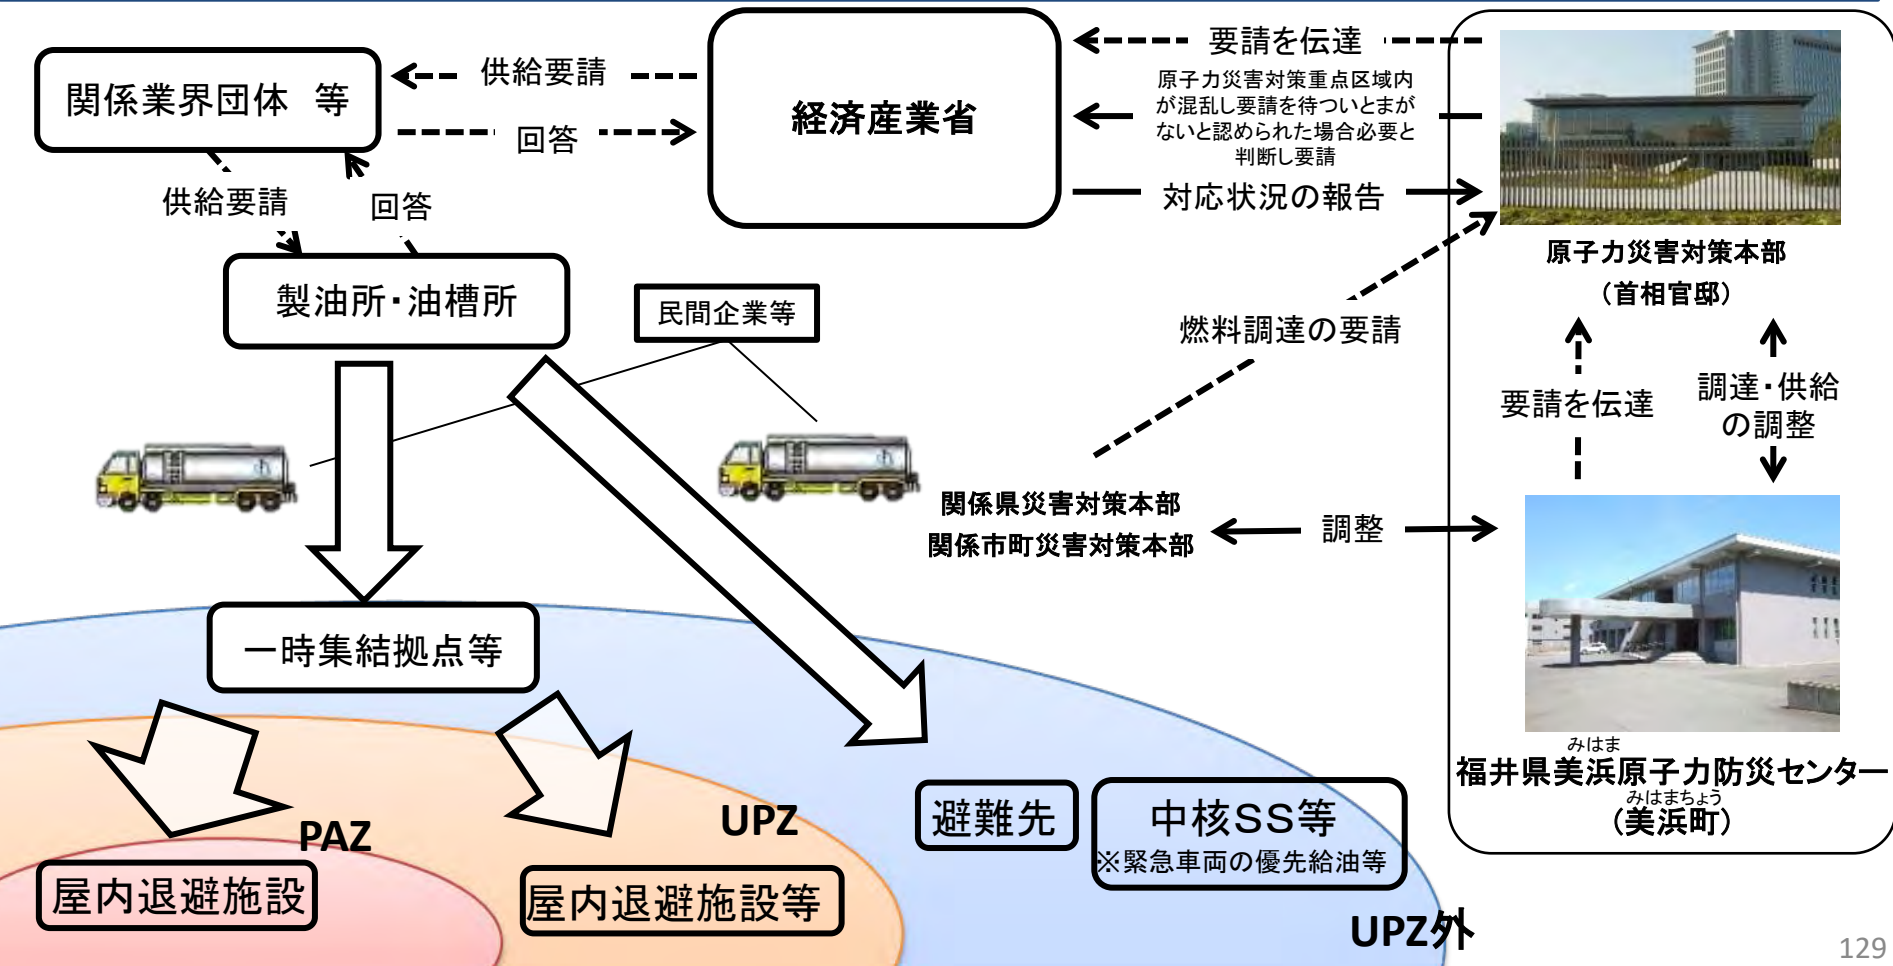 関係業界団体　等
供給要請
回答
経済産業省
要請を伝達
原子力災害対策重点区域内
が混乱し要請を待ついとまが
ないと認められた場合必要と
判断し要請
対応状況の報告
供給要請
回答
原子力災害対策本部
（首相官邸）
製油所・油槽所
民間企業等
燃料調達の要請
要請を伝達
調達・供給
の調整
関係県災害対策本部
関係市町災害対策本部
調整
一時集結拠点等
みはま
福井県美浜原子力防災センター
みはまちょう
（美浜町）
PAZ
UPZ
避難先
中核SS等
※緊急車両の優先給油等
屋内退避施設
屋内退避施設等
UPZ外
129